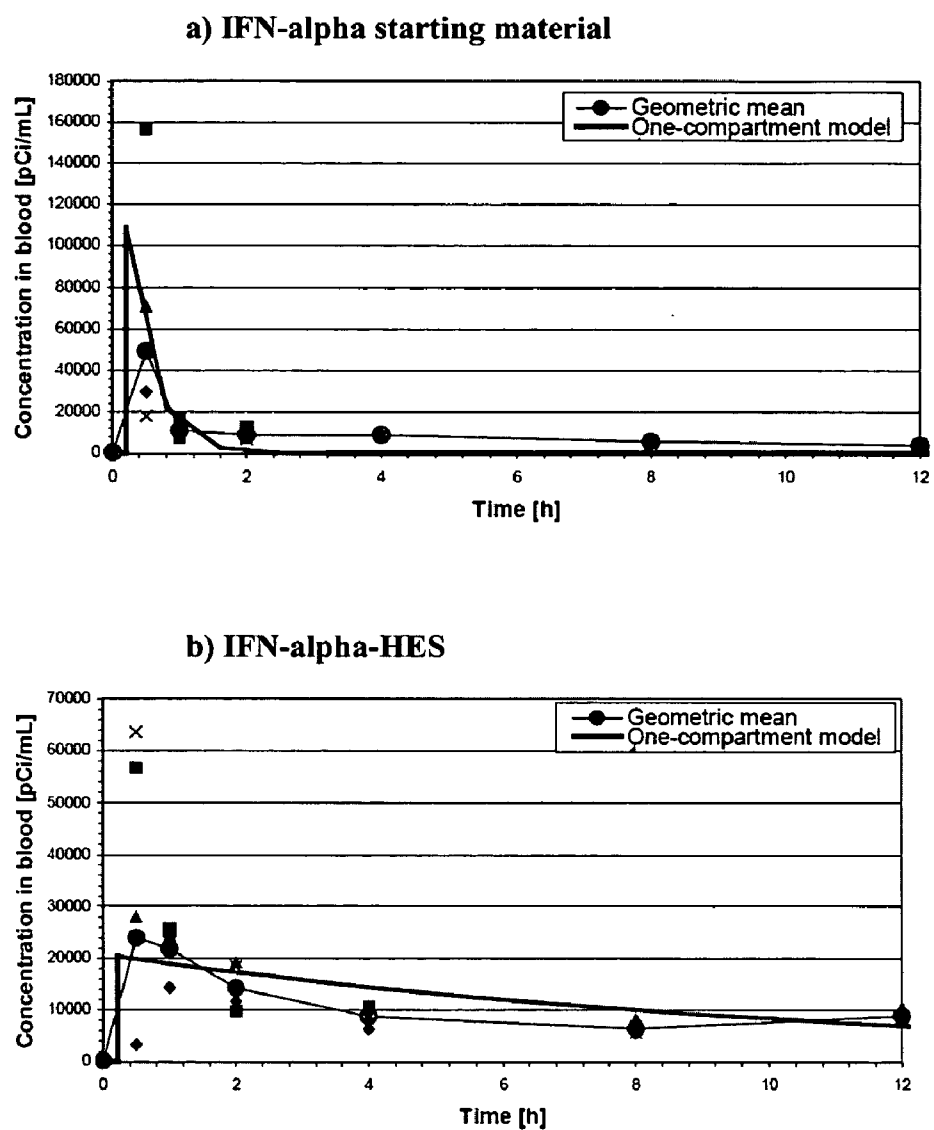 a) IFN-alpha starting material
Concentration in blood [pCi/mL]
180000
160000
140000
120000
100000
80000
60000
40000
20000
0
Geometric mean
One-compartment model
0 2 4 6 8 10 12
Time [h]
b) IFN-alpha-HES
Concentration in blood [pCi/mL]
70000
60000
50000
40000
30000
20000
10000
0
Geometric mean
One-compartment model
0 2 4 6 8 10 12
Time [h]